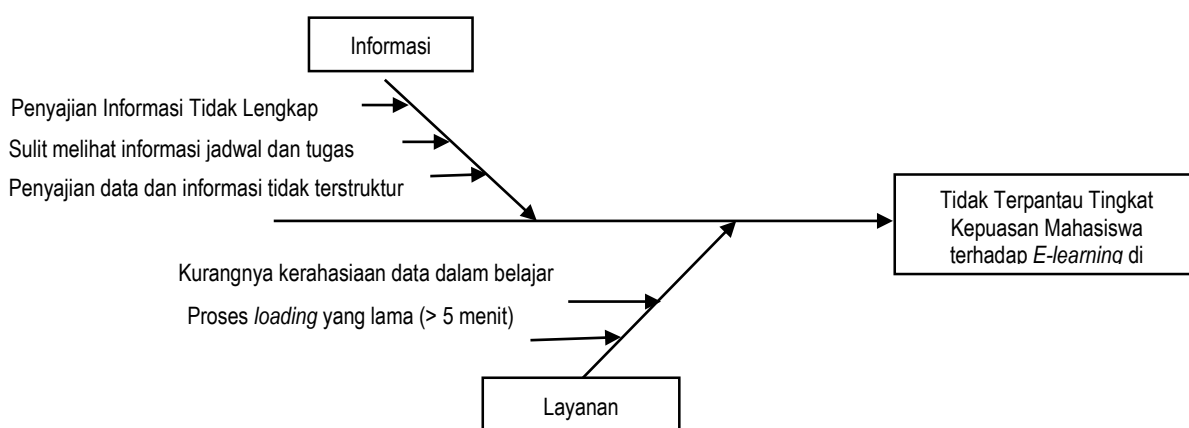 Informasi
Penyajian Informasi Tidak Lengkap
Sulit melihat informasi jadwal dan tugas
Penyajian data dan informasi tidak terstruktur
Tidak Terpantau Tingkat
Kepuasan Mahasiswa
terhadap E-learning di
Kurangnya kerahasiaan data dalam belajar
Proses loading yang lama (> 5 menit)
Layanan